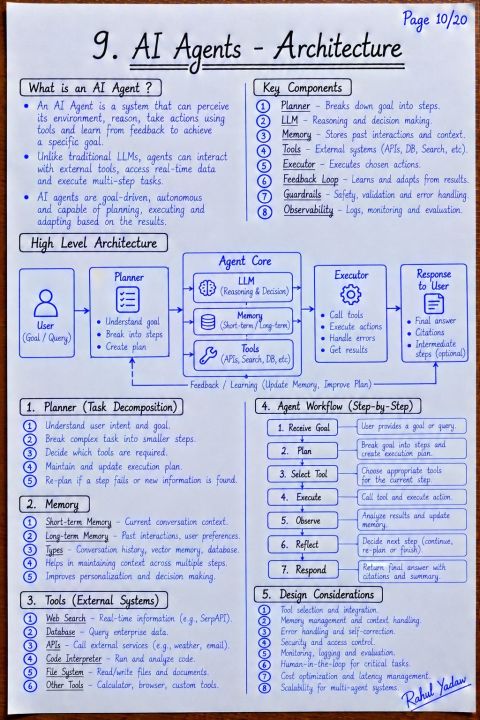 Page 10/20
9. AI Agents - Architecture
What is an AI Agent ?
• An AI Agent is a system that can perceive
its environment, reason, take actions using
tools and learn from feedback to achieve
a specific goal.
• Unlike traditional LLMs, agents can interact
with external tools, access real-time data
and execute multi-step tasks.
• AI agents are goal-driven, autonomous
and capable of planning, executing and
adapting based on the results.
Key Components
1 Planner - Breaks down goal into steps.
2 LLM - Reasoning and decision making.
3 Memory - Stores past interactions and context.
4 Tools - External systems (APIs, DB, Search, etc).
5 Executor - Executes chosen actions.
6 Feedback Loop - Learns and adapts from results.
7 Guardrails - Safety, validation and error handling.
8 Observability - Logs, monitoring and evaluation.
High Level Architecture
User
(Goal / Query)
Planner
• Understand goal
• Break into steps
• Create plan
Agent Core
LLM
(Reasoning & Decision)
Memory
(Short-term / Long-term)
Tools
(APIs, Search, DB, etc)
Executor
• Call tools
• Execute actions
• Handle errors
• Get results
Response
to User
• Final answer
• Citations
• Intermediate
steps (optional)
Feedback / Learning (Update Memory, Improve Plan)
1. Planner (Task Decomposition)
1 Understand user intent and goal.
2 Break complex task into smaller steps.
3 Decide which tools are required.
4 Maintain and update execution plan.
5 Re-plan if a step fails or new information is found.
2. Memory
1 Short-term Memory - Current conversation context.
2 Long-term Memory - Past interactions, user preferences.
3 Types - Conversation history, vector memory, database.
4 Helps in maintaining context across multiple steps.
5 Improves personalization and decision making.
3. Tools (External Systems)
1 Web Search - Real-time information (e.g., SerpAPI).
2 Database - Query enterprise data.
3 APIs - Call external services (e.g., weather, email).
4 Code Interpreter - Run and analyze code.
5 File System - Read/write files and documents.
6 Other Tools - Calculator, browser, custom tools.
4. Agent Workflow (Step-by-Step)
1. Receive Goal
User provides a goal or query.
2. Plan
Break goal into steps and
create execution plan.
3. Select Tool
Choose appropriate tools
for the current step.
4. Execute
Call tool and execute action.
5. Observe
Analyze results and update
memory.
6. Reflect
Decide next step (continue,
re-plan or finish).
7. Respond
Return final answer with
citations and summary.
5. Design Considerations
1 Tool selection and integration.
2 Memory management and context handling.
3 Error handling and self-correction.
4 Security and access control.
5 Monitoring, logging and evaluation.
6 Human-in-the-loop for critical tasks.
7 Cost optimization and latency management.
8 Scalability for multi-agent systems.
Rahul Yadav